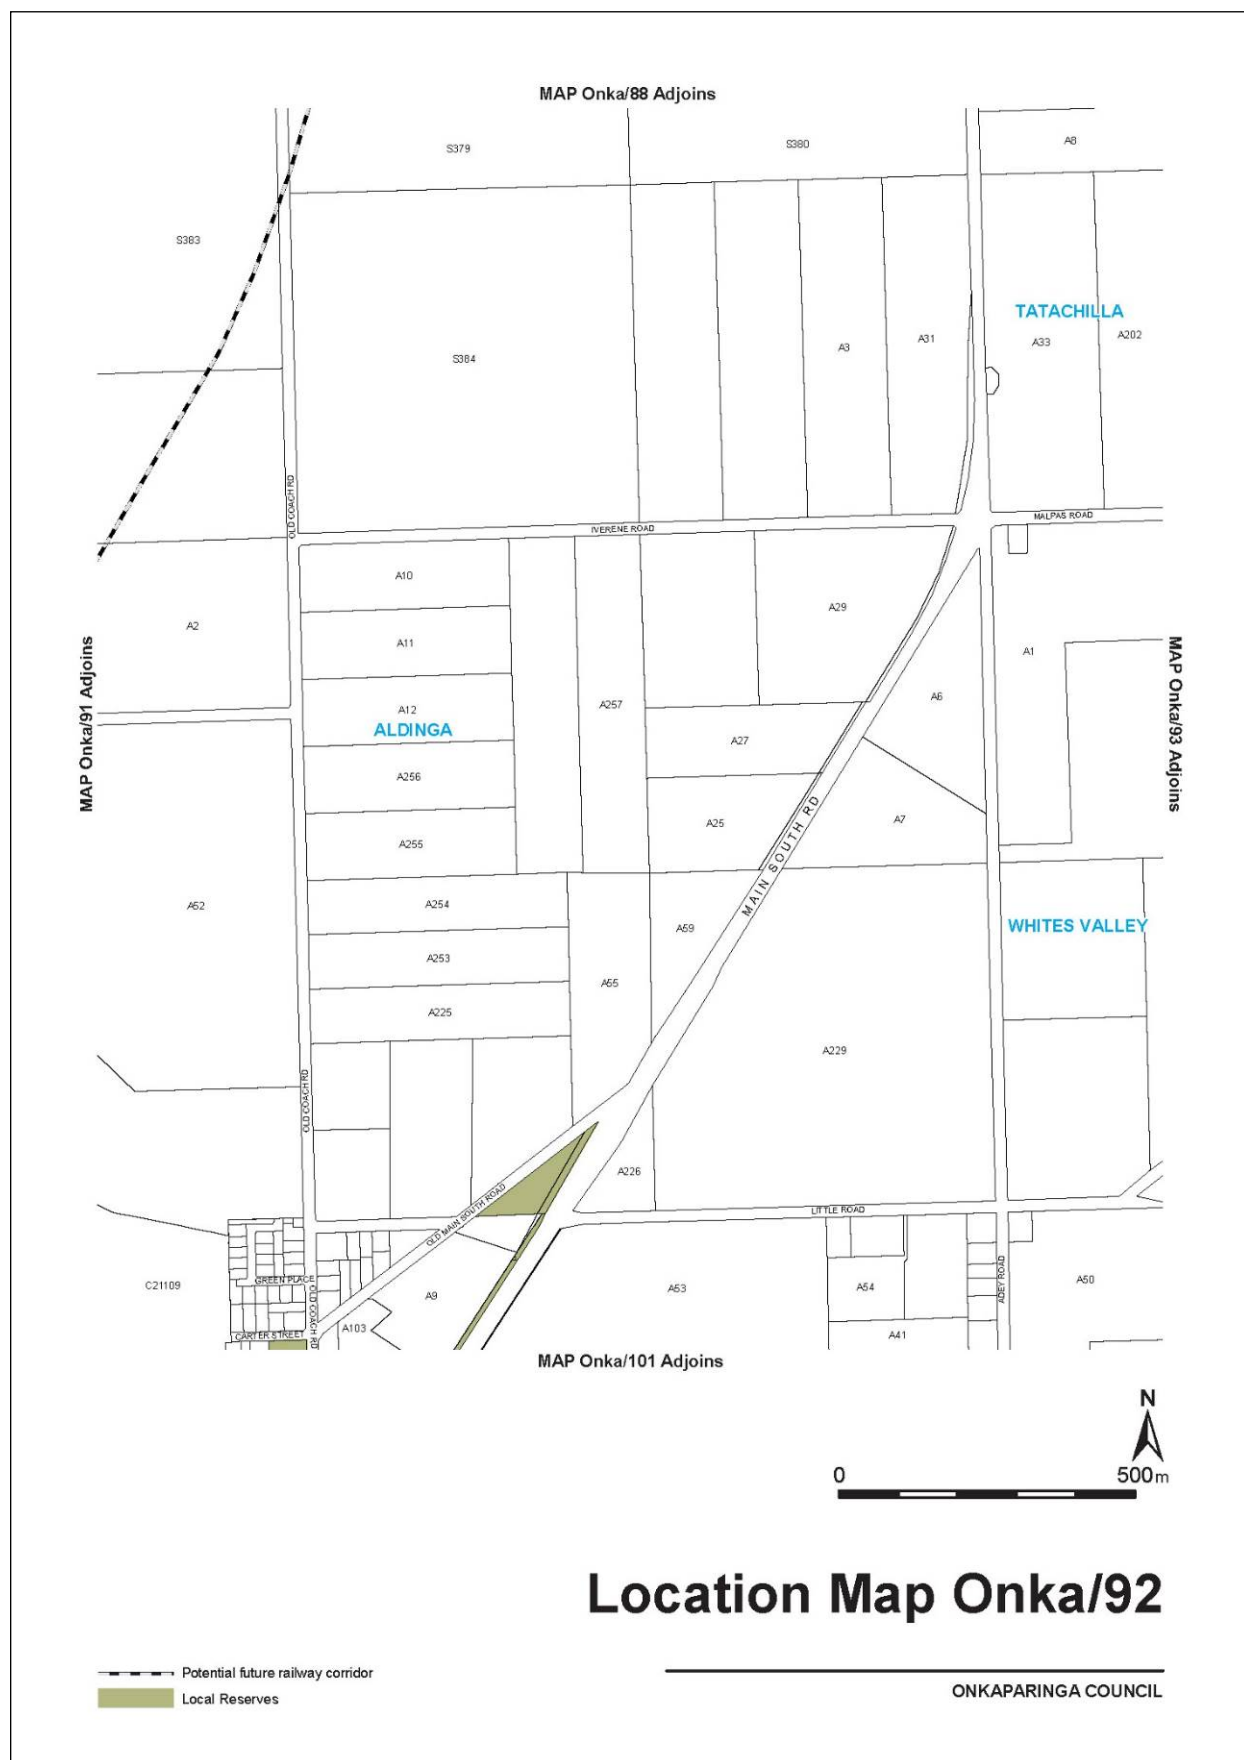 MAP Onka/88 Adjoins
S379
S380
A8
S383
TATACHILLA
S384
A3
A31
A33
A202
OLD COACH RD
IVERENE ROAD
MALPAS ROAD
A10
A29
A2
A11
A1
MAP Onka/91 Adjoins
MAP Onka/93 Adjoins
A12
A257
A6
ALDINGA
A27
A256
A25
A7
A255
MAIN SOUTH RD
A52
A254
A59
WHITES VALLEY
A253
A55
A225
A229
OLD COACH RD
A226
OLD MAIN SOUTH ROAD
LITTLE ROAD
GREEN PLACE
C21109
A9
A53
A54
ADEY ROAD
A50
OLD COACH RD
CARTER STREET
A103
A41
MAP Onka/101 Adjoins
N
0
500m
Location Map Onka/92
Potential future railway corridor
Local Reserves
ONKAPARINGA COUNCIL